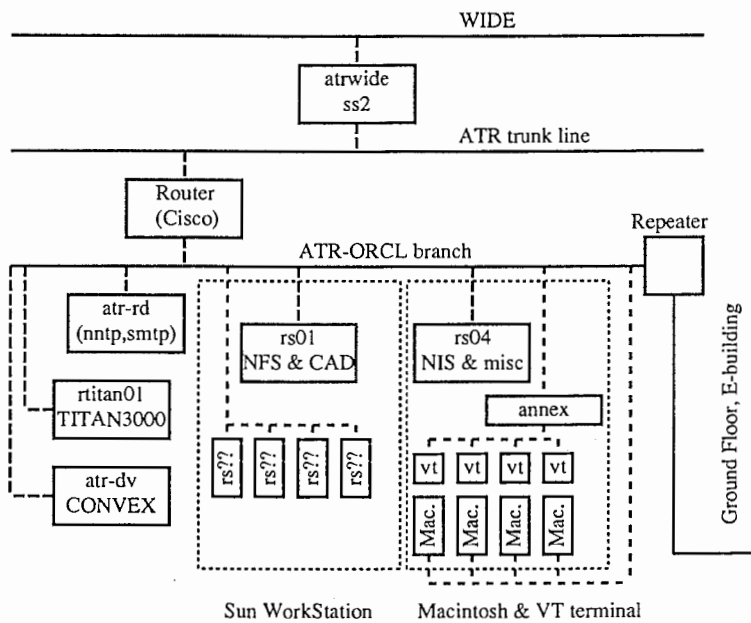 WIDE
atrwide
ss2
ATR trunk line
Router
(Cisco)
Repeater
ATR-ORCL branch
atr-rd
(nntp,smtp)
rs01
NFS & CAD
rs04
NIS & misc
rtitan01
TITAN3000
annex
rs??
rs??
rs??
rs??
vt
vt
vt
vt
atr-dv
CONVEX
Mac.
Mac.
Mac.
Mac.
Ground Floor, E-building
Sun WorkStation
Macintosh & VT terminal